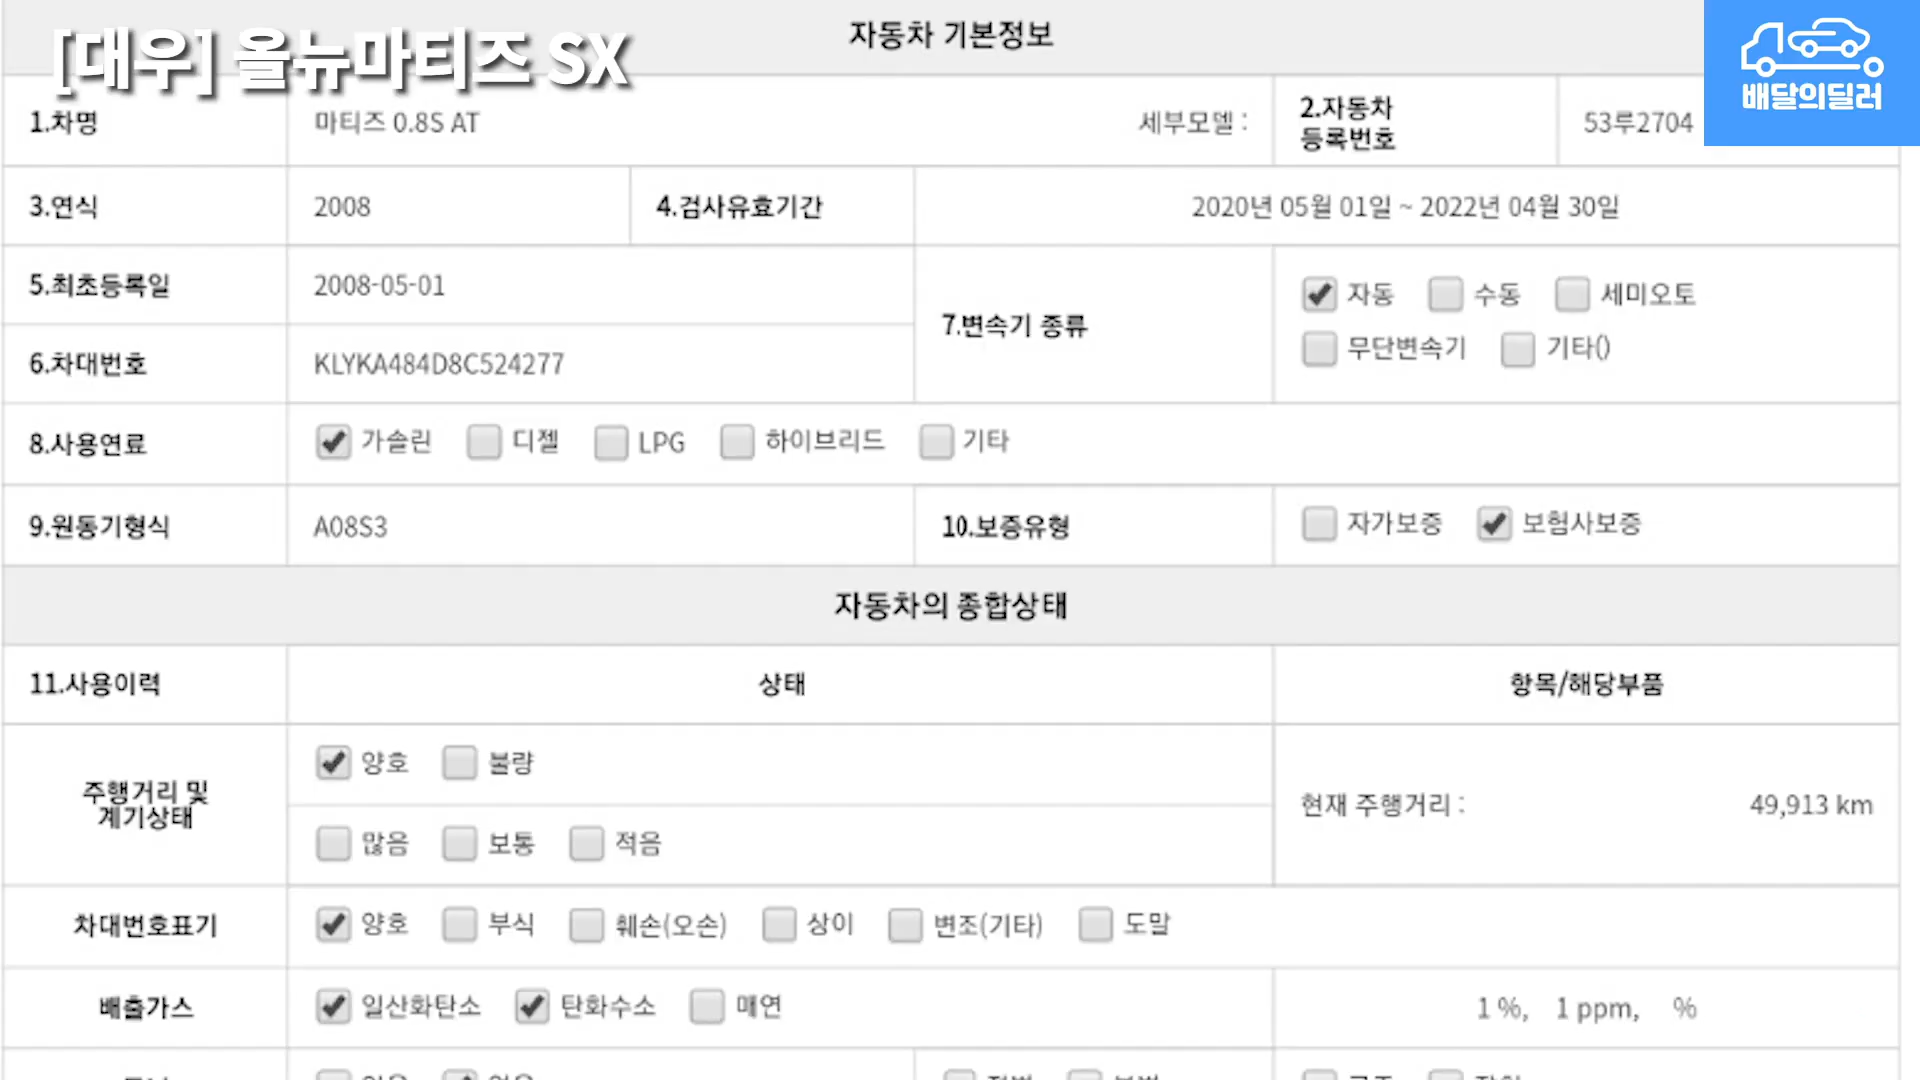 [대우] 올뉴마티즈 SX
자동차 기본정보
배달의딜러
1.차명
마티즈 0.8S AT
세부모델 :
2.자동차
등록번호
53루2704
3.연식
2008
4.검사유효기간
2020년 05월 01일 ~ 2022년 04월 30일
5.최초등록일
2008-05-01
7.변속기 종류
자동 수동 세미오토
무단변속기 기타()
6.차대번호
KLYKA484D8C524277
8.사용연료
가솔린 디젤 LPG 하이브리드 기타
9.원동기형식
A08S3
10.보증유형
자가보증 보험사보증
자동차의 종합상태
11.사용이력
상태
항목/해당부품
주행거리 및
계기상태
양호 불량
많음 보통 적음
현재 주행거리 :
49,913 km
차대번호표기
양호 부식 훼손(오손) 상이 변조(기타) 도말
배출가스
일산화탄소 탄화수소 매연
1 %, 1 ppm, %